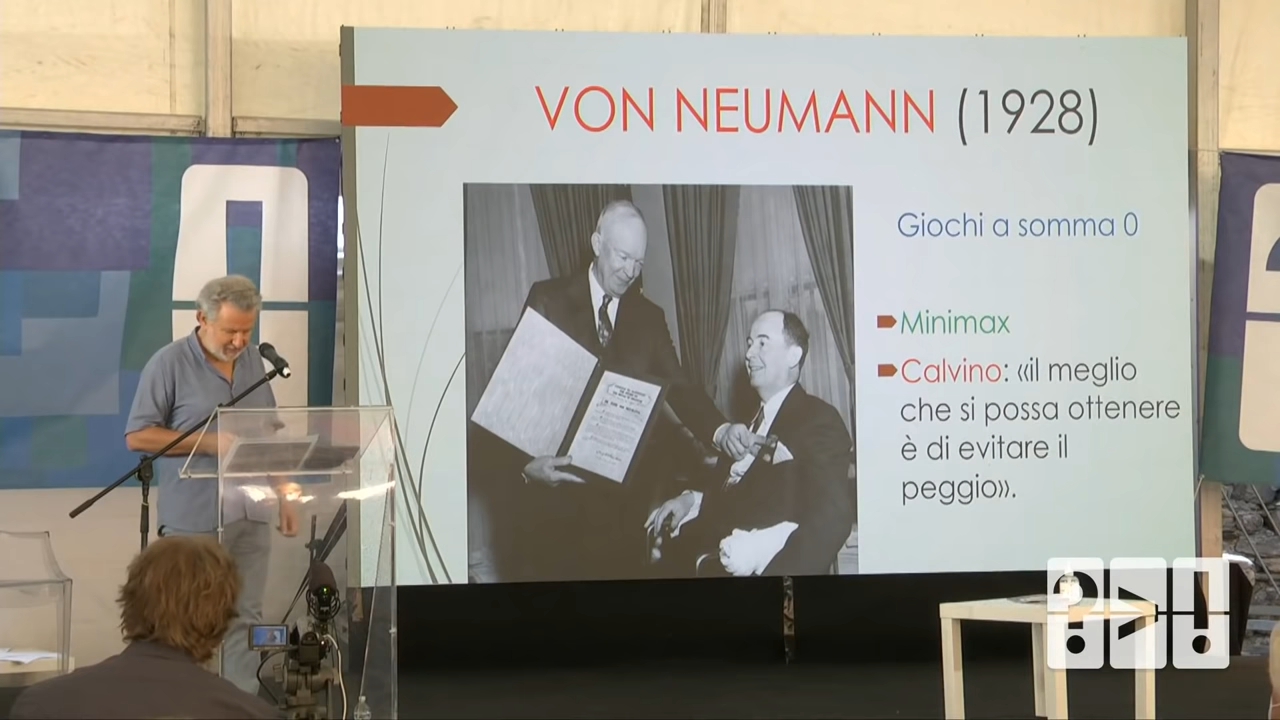 VON NEUMANN (1928)
Giochi a somma 0
Minimax
Calvino: «il meglio
che si possa ottenere
è di evitare il
peggio».